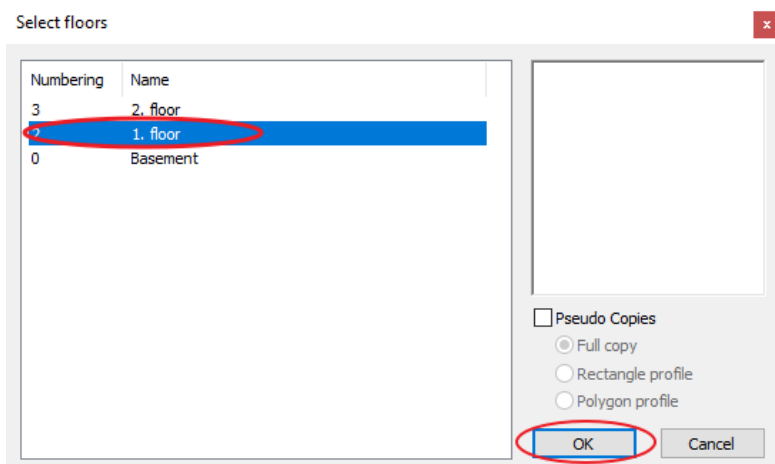 Select floors
x
Numbering Name
3 2. floor
2 1. floor
0 Basement
Pseudo Copies
Full copy
Rectangle profile
Polygon profile
OK Cancel